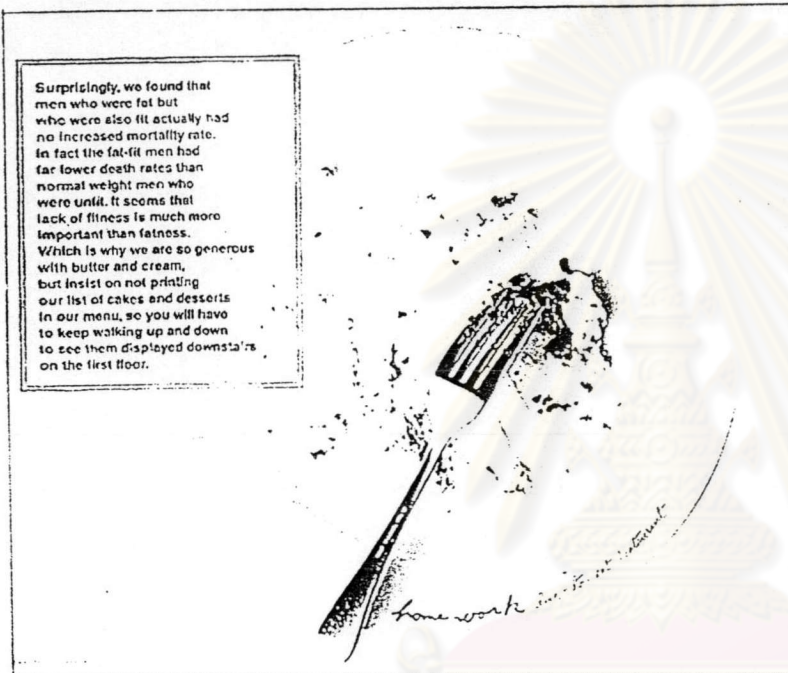 Surprisingly, we found that
men who were fat but
who were also fit actually had
no increased mortality rate.
In fact the fat-fit men had
far lower death rates than
normal weight men who
were unfit. It seems that
lack of fitness is much more
important than fatness.
Which is why we are so generous
with butter and cream,
but insist on not printing
our list of cakes and desserts
in our menu, so you will have
to keep walking up and down
to see them displayed downstairs
on the first floor.
home work